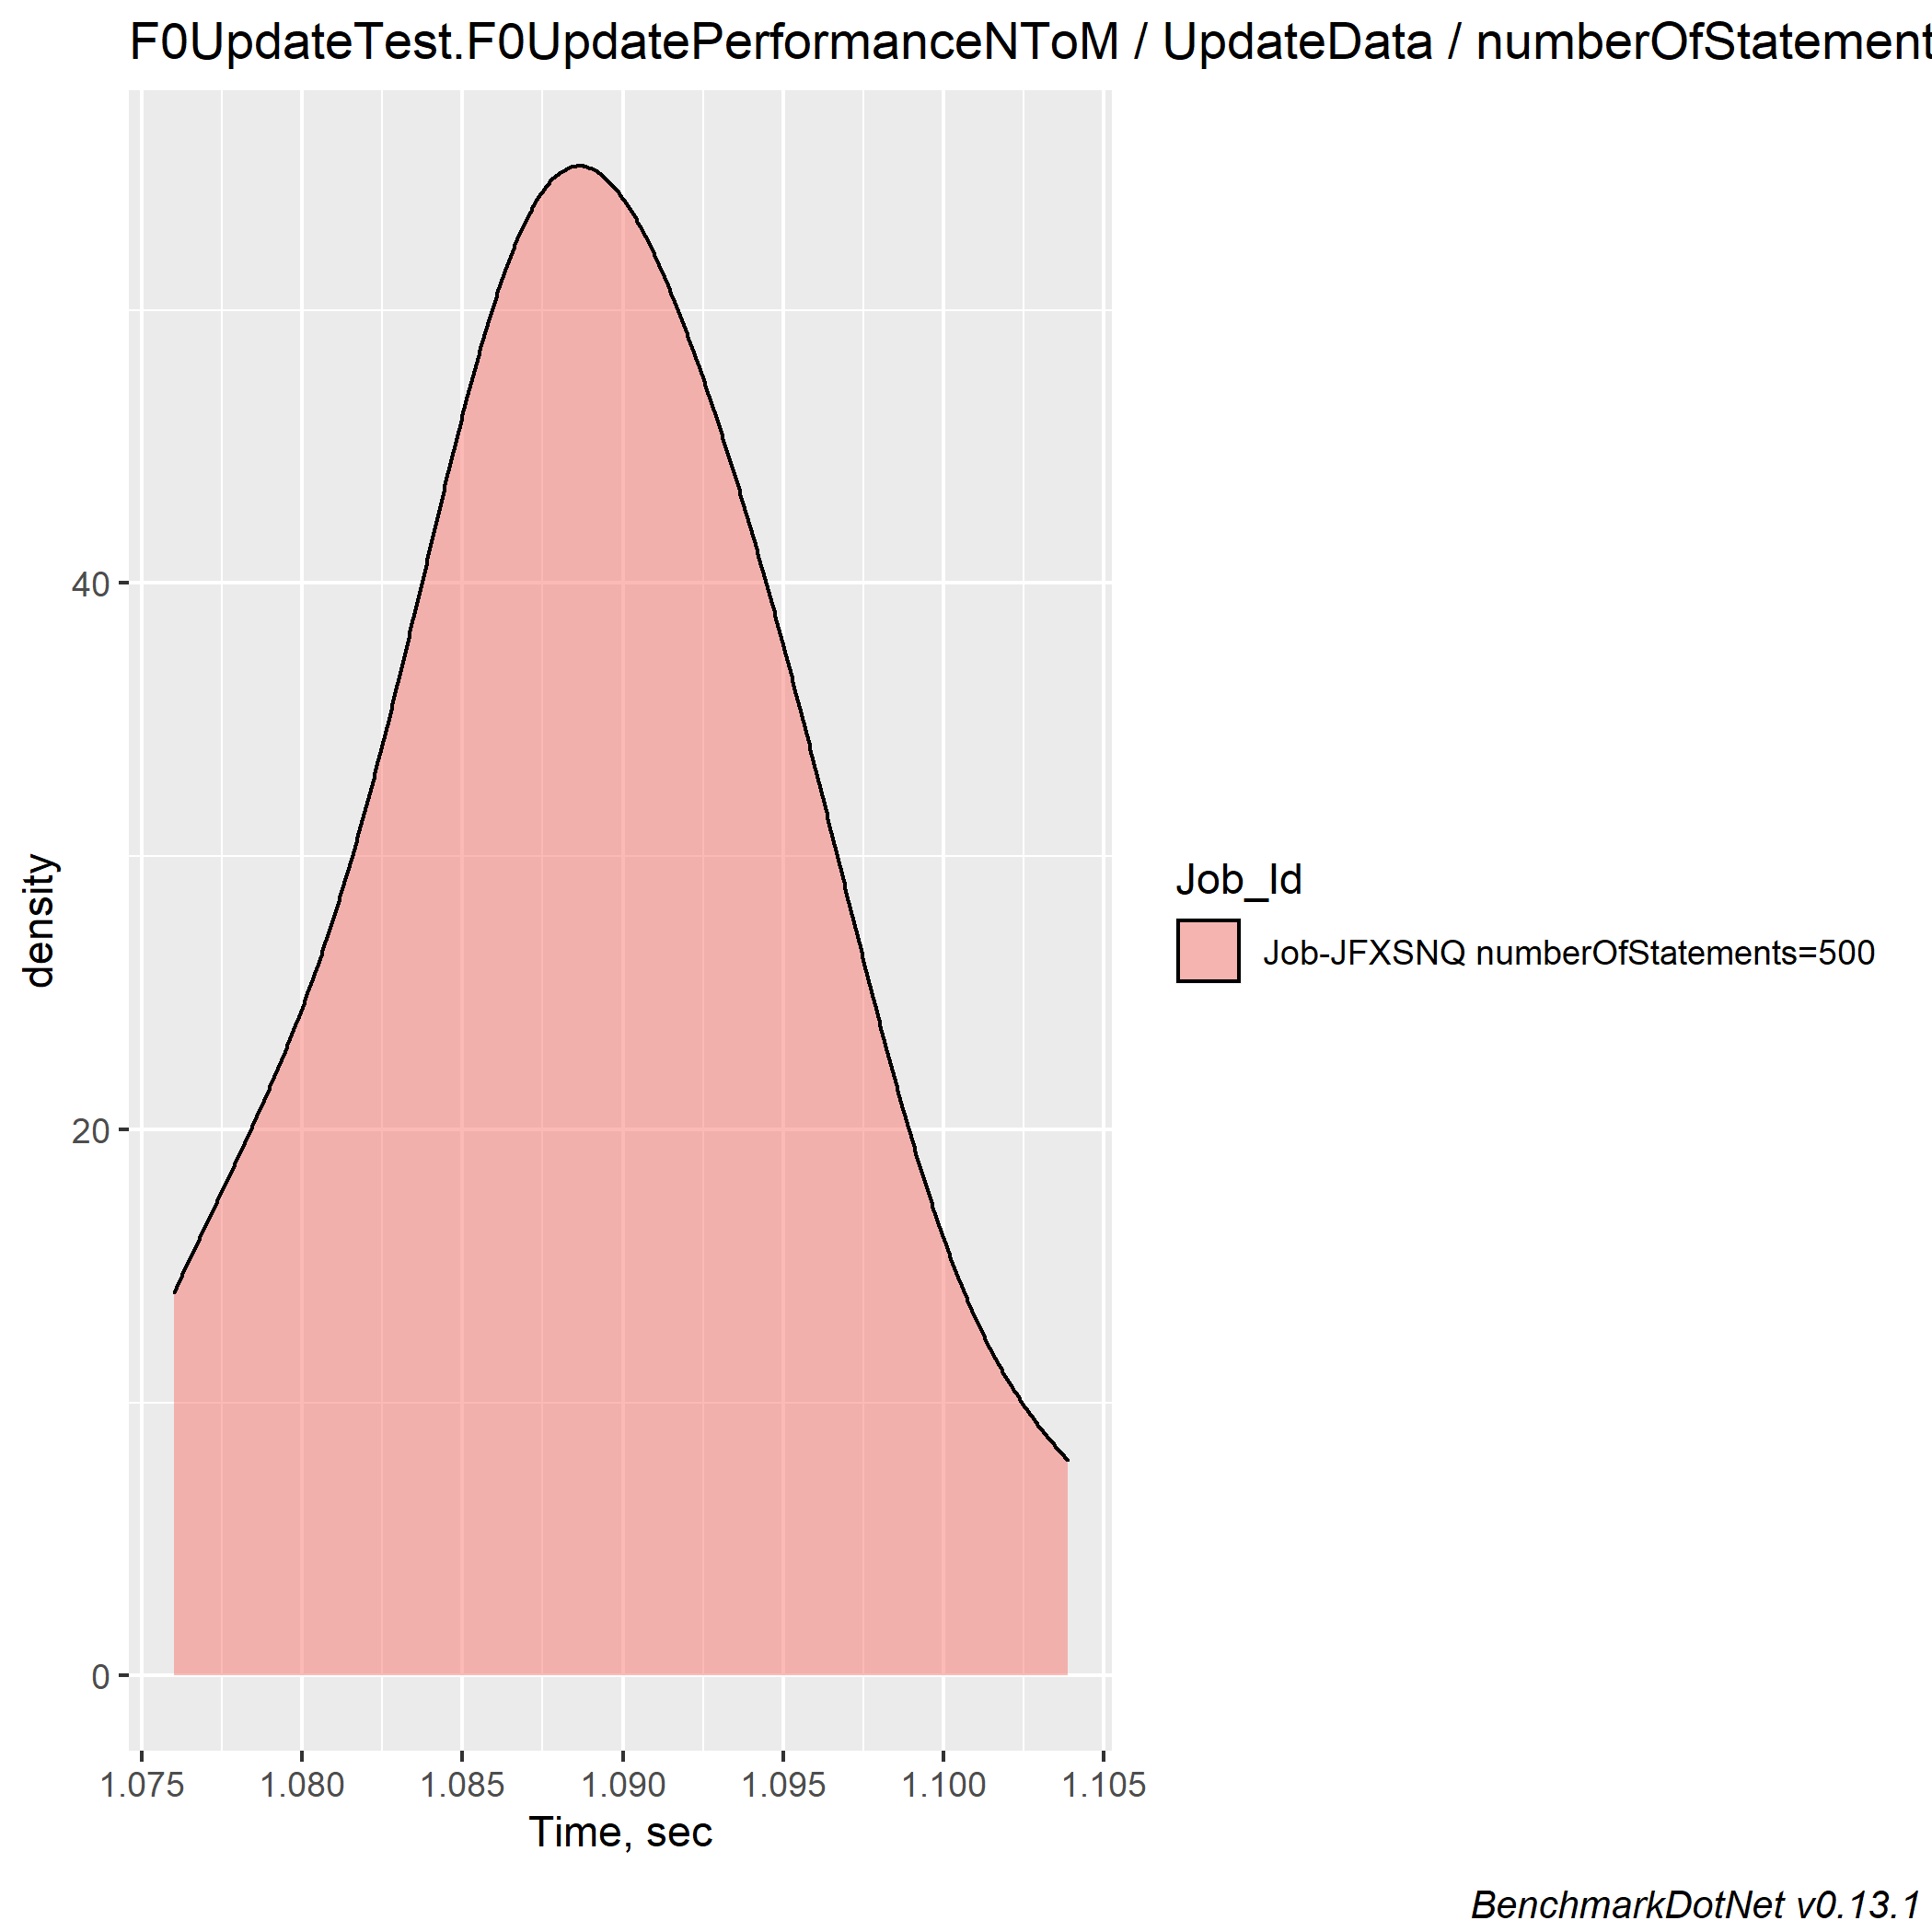 F0UpdateTest.F0UpdatePerformanceNToM / UpdateData / numberOfStatement
density
40
20
0
1.075 1.080 1.085 1.090 1.095 1.100 1.105
Time, sec
Job_Id
Job-JFXSNQ numberOfStatements=500
BenchmarkDotNet v0.13.1